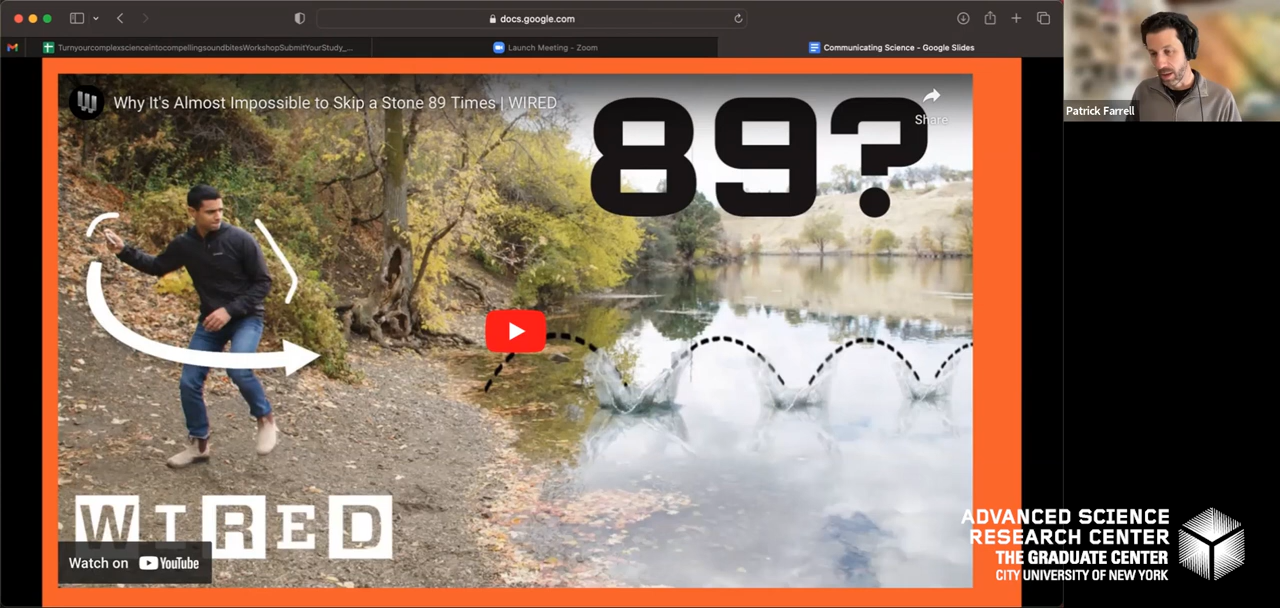 docs.google.com
TurnyourcomplexscienceintocompellingsoundbitesWorkshopSubmitYourStudy_...
Launch Meeting - Zoom
Communicating Science - Google Slides
Why It's Almost Impossible to Skip a Stone 89 Times | WIRED
Share
89?
WIRED
Watch on YouTube
Patrick Farrell
ADVANCED SCIENCE
RESEARCH CENTER
THE GRADUATE CENTER
CITY UNIVERSITY OF NEW YORK